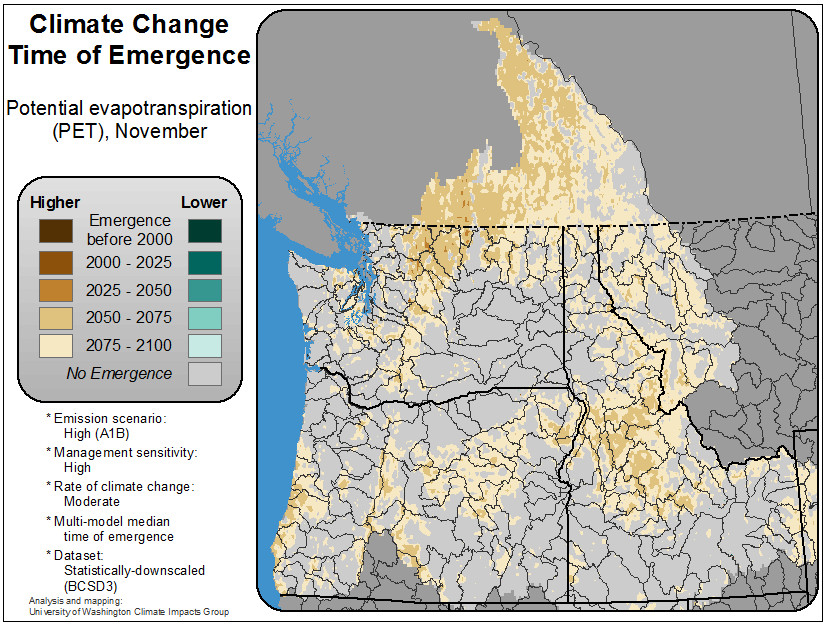 Climate Change
Time of Emergence
Potential evapotranspiration
(PET), November
Higher Lower
Emergence
before 2000
2000 - 2025
2025 - 2050
2050 - 2075
2075 - 2100
No Emergence
* Emission scenario:
High (A1B)
* Management sensitivity:
High
* Rate of climate change:
Moderate
* Multi-model median
time of emergence
* Dataset:
Statistically-downscaled
(BCSD3)
Analysis and mapping:
University of Washington Climate Impacts Group